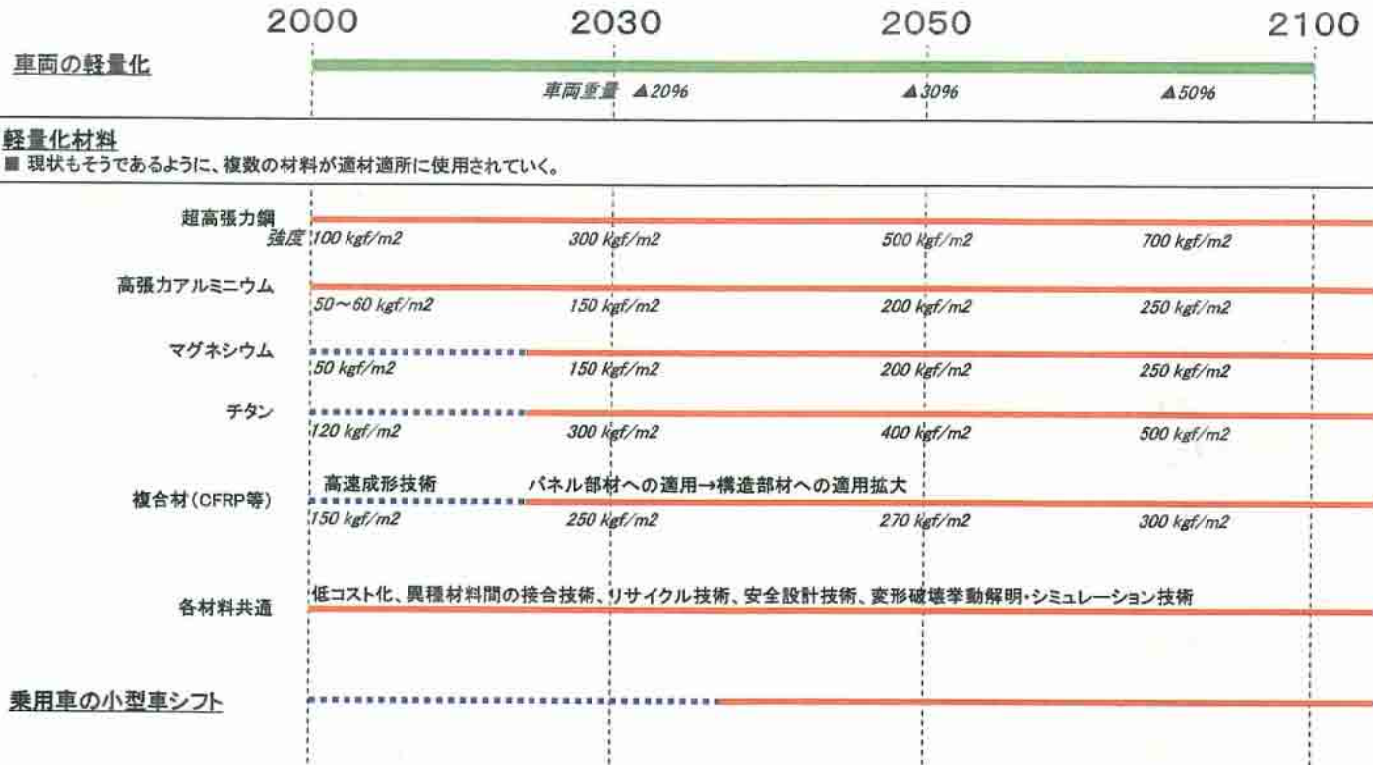 2000 2030 2050 2100
車両の軽量化
車両重量 ▲20% ▲30% ▲50%
軽量化材料
■ 現状もそうであるように、複数の材料が適材適所に使用されていく。
超高張力鋼
強度 100 kgf/m2 300 kgf/m2 500 kgf/m2 700 kgf/m2
高張力アルミニウム
50～60 kgf/m2 150 kgf/m2 200 kgf/m2 250 kgf/m2
マグネシウム
50 kgf/m2 150 kgf/m2 200 kgf/m2 250 kgf/m2
チタン
120 kgf/m2 300 kgf/m2 400 kgf/m2 500 kgf/m2
高速成形技術 パネル部材への適用→構造部材への適用拡大
複合材(CFRP等)
150 kgf/m2 250 kgf/m2 270 kgf/m2 300 kgf/m2
低コスト化、異種材料間の接合技術、リサイクル技術、安全設計技術、変形破壊挙動解明・シミュレーション技術
各材料共通
乗用車の小型車シフト